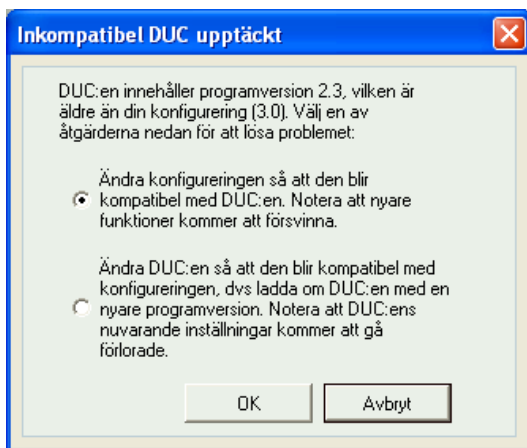 Inkompatibel DUC upptäckt
DUC:en innehåller programversion 2.3, vilken är
äldre än din konfigurering (3.0). Välj en av
åtgärderna nedan för att lösa problemet:
Ändra konfigureringen så att den blir
kompatibel med DUC:en. Notera att nyare
funktioner kommer att försvinna.
Ändra DUC:en så att den blir kompatibel med
konfigureringen, dvs ladda om DUC:en med en
nyare programversion. Notera att DUC:ens
nuvarande inställningar kommer att gå
förlorade.
OK Avbryt